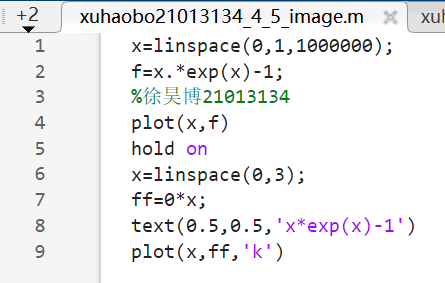 +2 xuhaobo21013134_4_5_image.m xuh
1 x=linspace(0,1,1000000);
2 f=x.*exp(x)-1;
3 %徐昊博21013134
4 plot(x,f)
5 hold on
6 x=linspace(0,3);
7 ff=0*x;
8 text(0.5,0.5,'x*exp(x)-1')
9 plot(x,ff,'k')